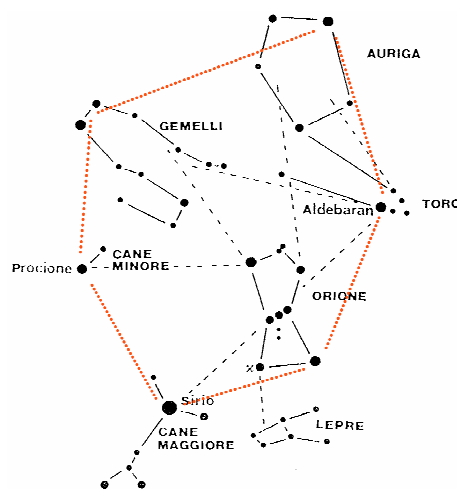 AURIGA
GEMELLI
Aldebaran
TORO
Procione
CANE
MINORE
ORIONE
Sirio
CANE
MAGGIORE
LEPRE